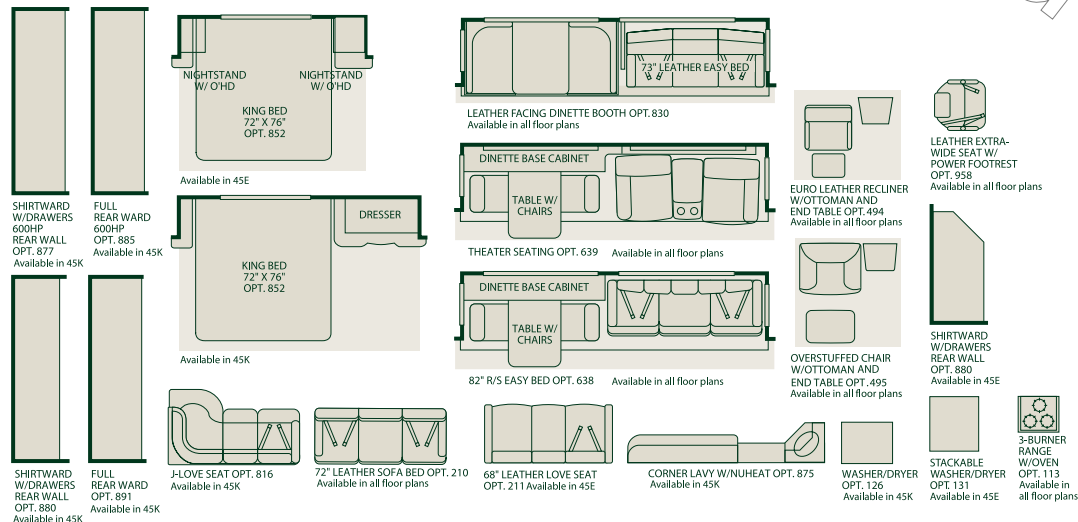 SHIRTWARD
W/DRAWERS
600HP
REAR WALL
OPT. 877
Available in 45K
FULL
REAR WARD
600HP
OPT. 885
Available in 45K
NIGHTSTAND
W/ O'HD
NIGHTSTAND
W/ O'HD
KING BED
72" X 76"
OPT. 852
Available in 45E
DRESSER
KING BED
72" X 76"
OPT. 852
Available in 45K
73" LEATHER EASY BED
LEATHER FACING DINETTE BOOTH OPT. 830
Available in all floor plans
DINETTE BASE CABINET
TABLE W/
CHAIRS
THEATER SEATING OPT. 639
Available in all floor plans
DINETTE BASE CABINET
TABLE W/
CHAIRS
82" R/S EASY BED OPT. 638
Available in all floor plans
EURO LEATHER RECLINER
W/OTTOMAN AND
END TABLE OPT. 494
Available in all floor plans
OVERSTUFFED CHAIR
W/OTTOMAN AND
END TABLE OPT. 495
Available in all floor plans
LEATHER EXTRA-
WIDE SEAT W/
POWER FOOTREST
OPT. 958
Available in all floor plans
SHIRTWARD
W/DRAWERS
REAR WALL
OPT. 880
Available in 45E
SHIRTWARD
W/DRAWERS
REAR WALL
OPT. 880
Available in 45K
FULL
REAR WARD
OPT. 891
Available in 45K
J-LOVE SEAT OPT. 816
Available in 45K
72" LEATHER SOFA BED OPT. 210
Available in all floor plans
68" LEATHER LOVE SEAT
OPT. 211 Available in 45E
CORNER LAVY W/NUHEAT OPT. 875
Available in 45K
WASHER/DRYER
OPT. 126
Available in 45K
STACKABLE
WASHER/DRYER
OPT. 131
Available in 45E
3-BURNER
RANGE
W/OVEN
OPT. 113
Available in
all floor plans